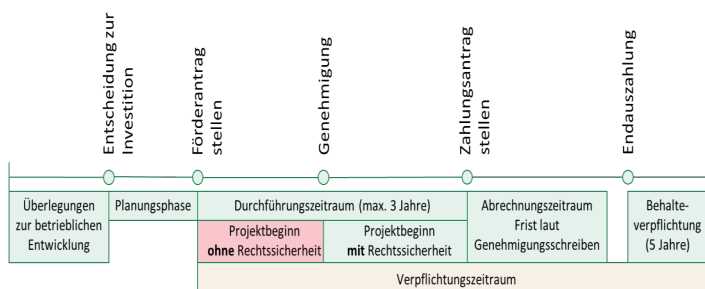 Entscheidung zur
Investition
Förderantrag
stellen
Genehmigung
Zahlungsantrag
stellen
Endauszahlung
Überlegungen
zur betrieblichen
Entwicklung
Planungsphase
Durchführungszeitraum (max. 3 Jahre)
Projektbeginn
ohne Rechtssicherheit
Projektbeginn
mit Rechtssicherheit
Abrechnungszeitraum
Frist laut
Genehmigungsschreiben
Behalte-
verpflichtung
(5 Jahre)
Verpflichtungszeitraum